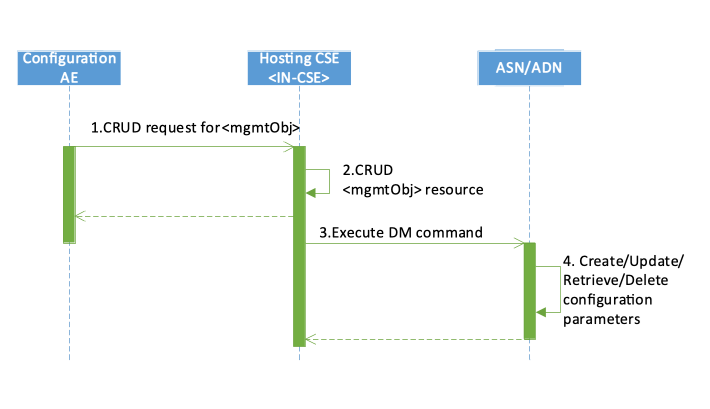 Configuration
AE
Hosting CSE
<IN-CSE>
ASN/ADN
1.CRUD request for<mgmtObj>
2.CRUD
<mgmtObj> resource
3.Execute DM command
4. Create/Update/
Retrieve/Delete
configuration
parameters